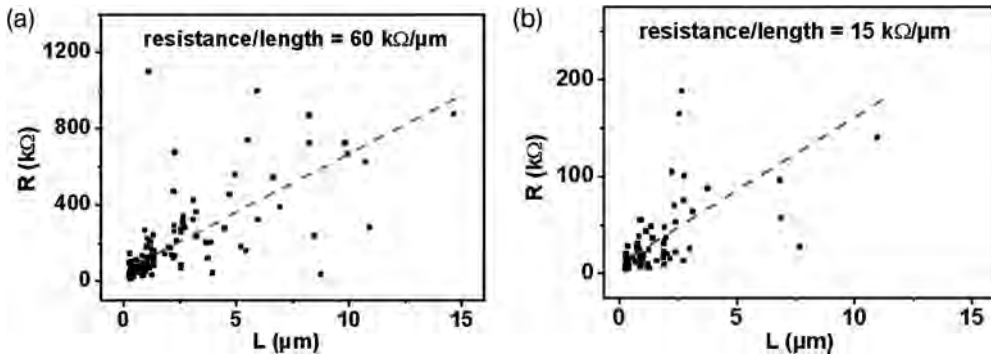 (a)
resistance/length = 60 kΩ/µm
1200
800
400
0
R (kΩ)
0 5 10 15
L (µm)
(b)
resistance/length = 15 kΩ/µm
200
100
0
R (kΩ)
0 5 10 15
L (µm)